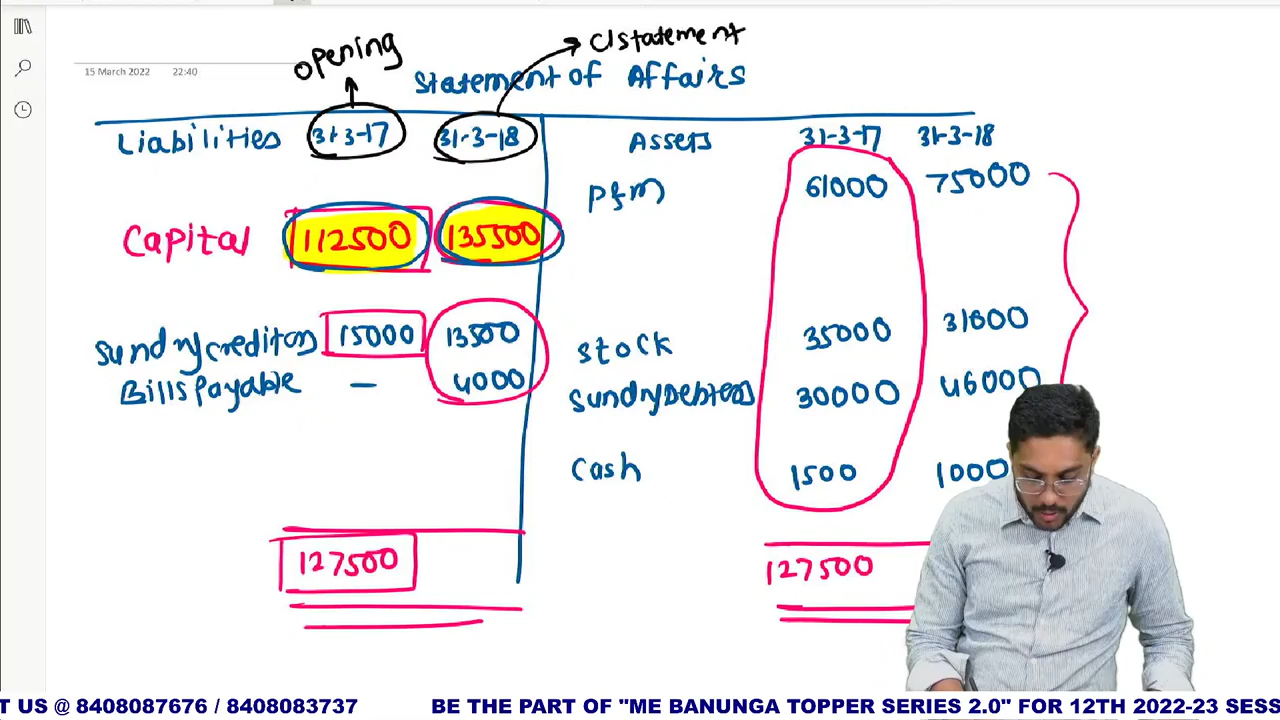 opening
cl statement
15 March 2022 22:40
Statement of Affairs
Liabilities 31-3-17 31-3-18 Assets 31-3-17 31-3-18
P&M 61000 75000
Capital 112500 135500
Sundry creditors 15000 13500 Stock 35000 31000
Bills Payable — 4000 Sundry Debtors 30000 46000
Cash 1500 1000
127500 127500
T US @ 8408087676 / 8408083737 BE THE PART OF "ME BANUNGA TOPPER SERIES 2.0" FOR 12TH 2022-23 SESS